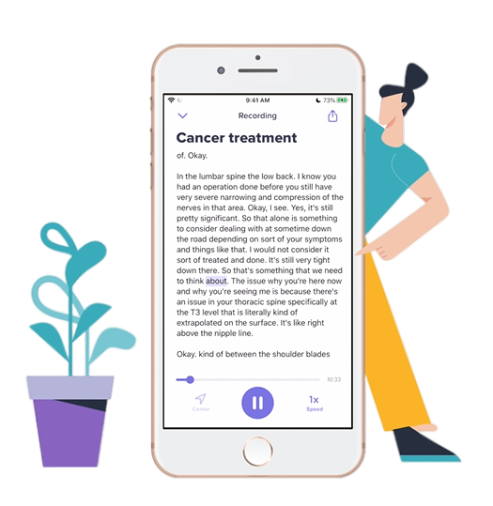 9:41 AM 73%
Recording
Cancer treatment
of. Okay.
In the lumbar spine the low back. I know you
had an operation done before you still have
very severe narrowing and compression of the
nerves in that area. Okay, I see. Yes, it's still
pretty significant. So that alone is something
to consider dealing with at sometime down
the road depending on sort of your symptoms
and things like that. I would not consider it
sort of treated and done. It's still very tight
down there. So that's something that we need
to think about. The issue why you're here now
and why you're seeing me is because there's
an issue in your thoracic spine specifically at
the T3 level that is literally kind of
extrapolated on the surface. It's like right
above the nipple line.
Okay. kind of between the shoulder blades
10:33
Center
1x
Speed